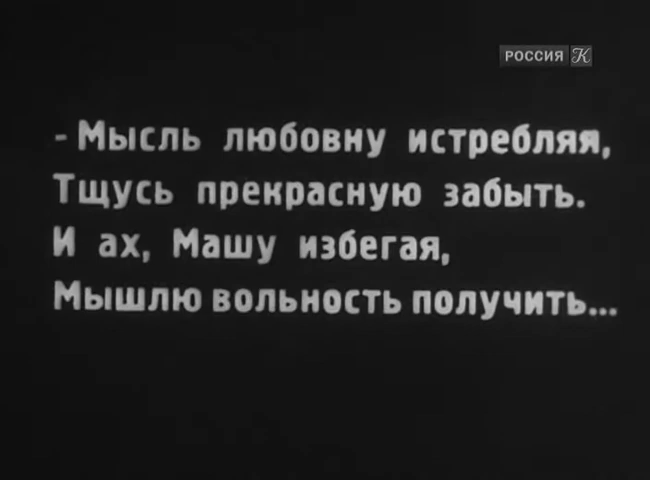 РОССИЯ К
- Мысль любовну истребляя,
Тщусь прекрасную забыть.
И ах, Машу избегая,
Мышлю вольность получить...